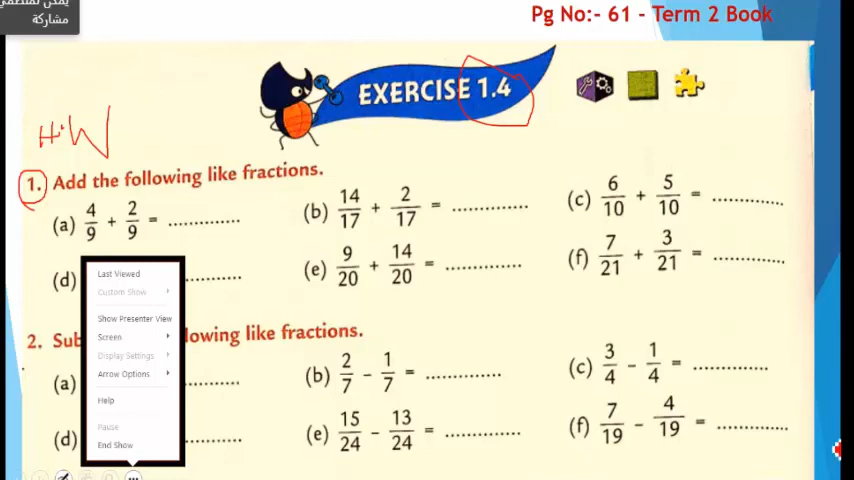 يمكن لمتطفلي
مشاركة
Pg No:- 61 - Term 2 Book
EXERCISE 1.4
H.W
1. Add the following like fractions.
(a) 4/9 + 2/9 = ............
(b) 14/17 + 2/17 = ............
(c) 6/10 + 5/10 = ............
(d) ............
(e) 9/20 + 14/20 = ............
(f) 7/21 + 3/21 = ............
2. Sub lowing like fractions.
(a) ............
(b) 2/7 - 1/7 = ............
(c) 3/4 - 1/4 = ............
(d) ............
(e) 15/24 - 13/24 = ............
(f) 7/19 - 4/19 = ............
Last Viewed
Custom Show
Show Presenter View
Screen
Display Settings
Arrow Options
Help
Pause
End Show